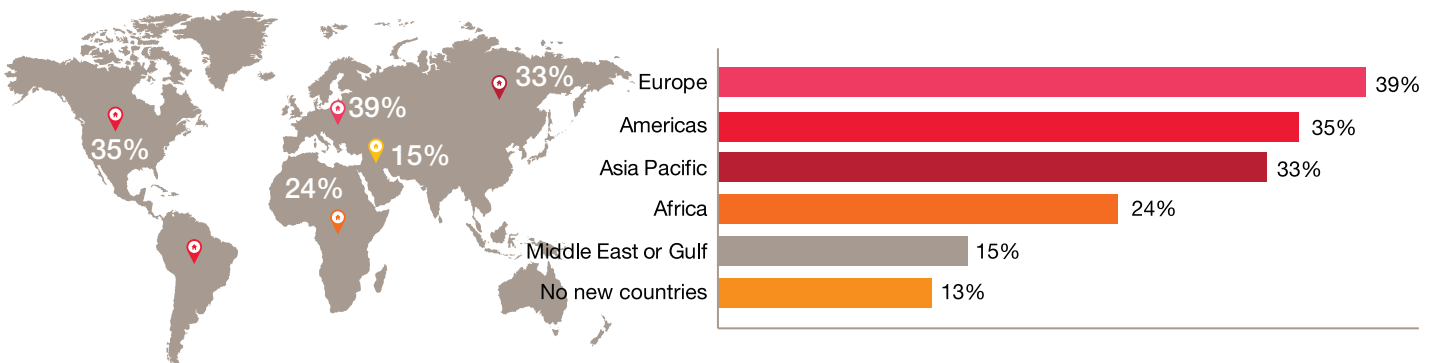 33%
39%
35%
15%
24%
Europe 39%
Americas 35%
Asia Pacific 33%
Africa 24%
Middle East or Gulf 15%
No new countries 13%